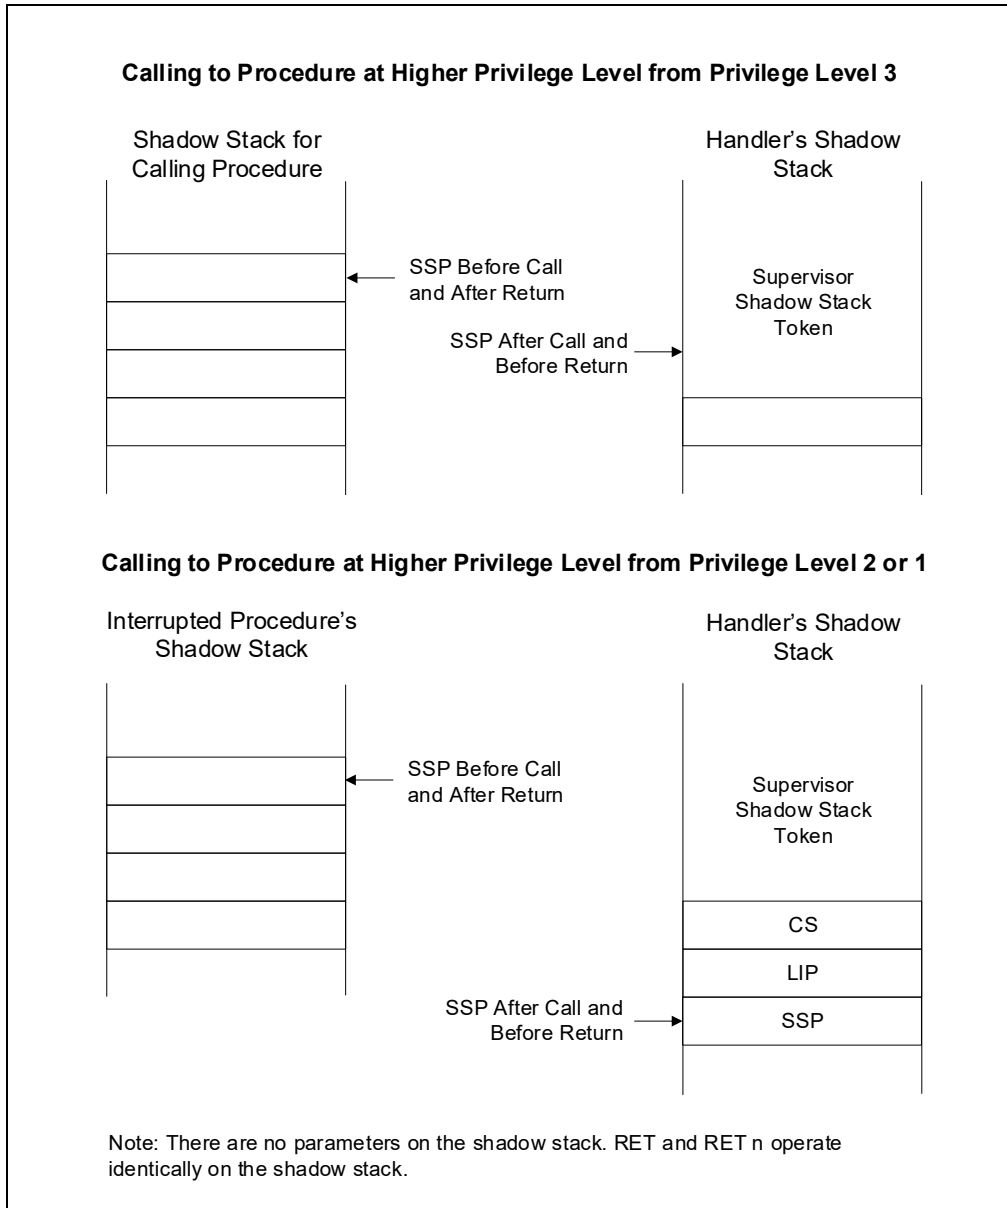 Calling to Procedure at Higher Privilege Level from Privilege Level 3
Shadow Stack for
Calling Procedure
Handler's Shadow
Stack
SSP Before Call
and After Return
Supervisor
Shadow Stack
Token
SSP After Call and
Before Return
Calling to Procedure at Higher Privilege Level from Privilege Level 2 or 1
Interrupted Procedure's
Shadow Stack
Handler's Shadow
Stack
SSP Before Call
and After Return
Supervisor
Shadow Stack
Token
CS
LIP
SSP After Call and
Before Return
SSP
Note: There are no parameters on the shadow stack. RET and RET n operate
identically on the shadow stack.